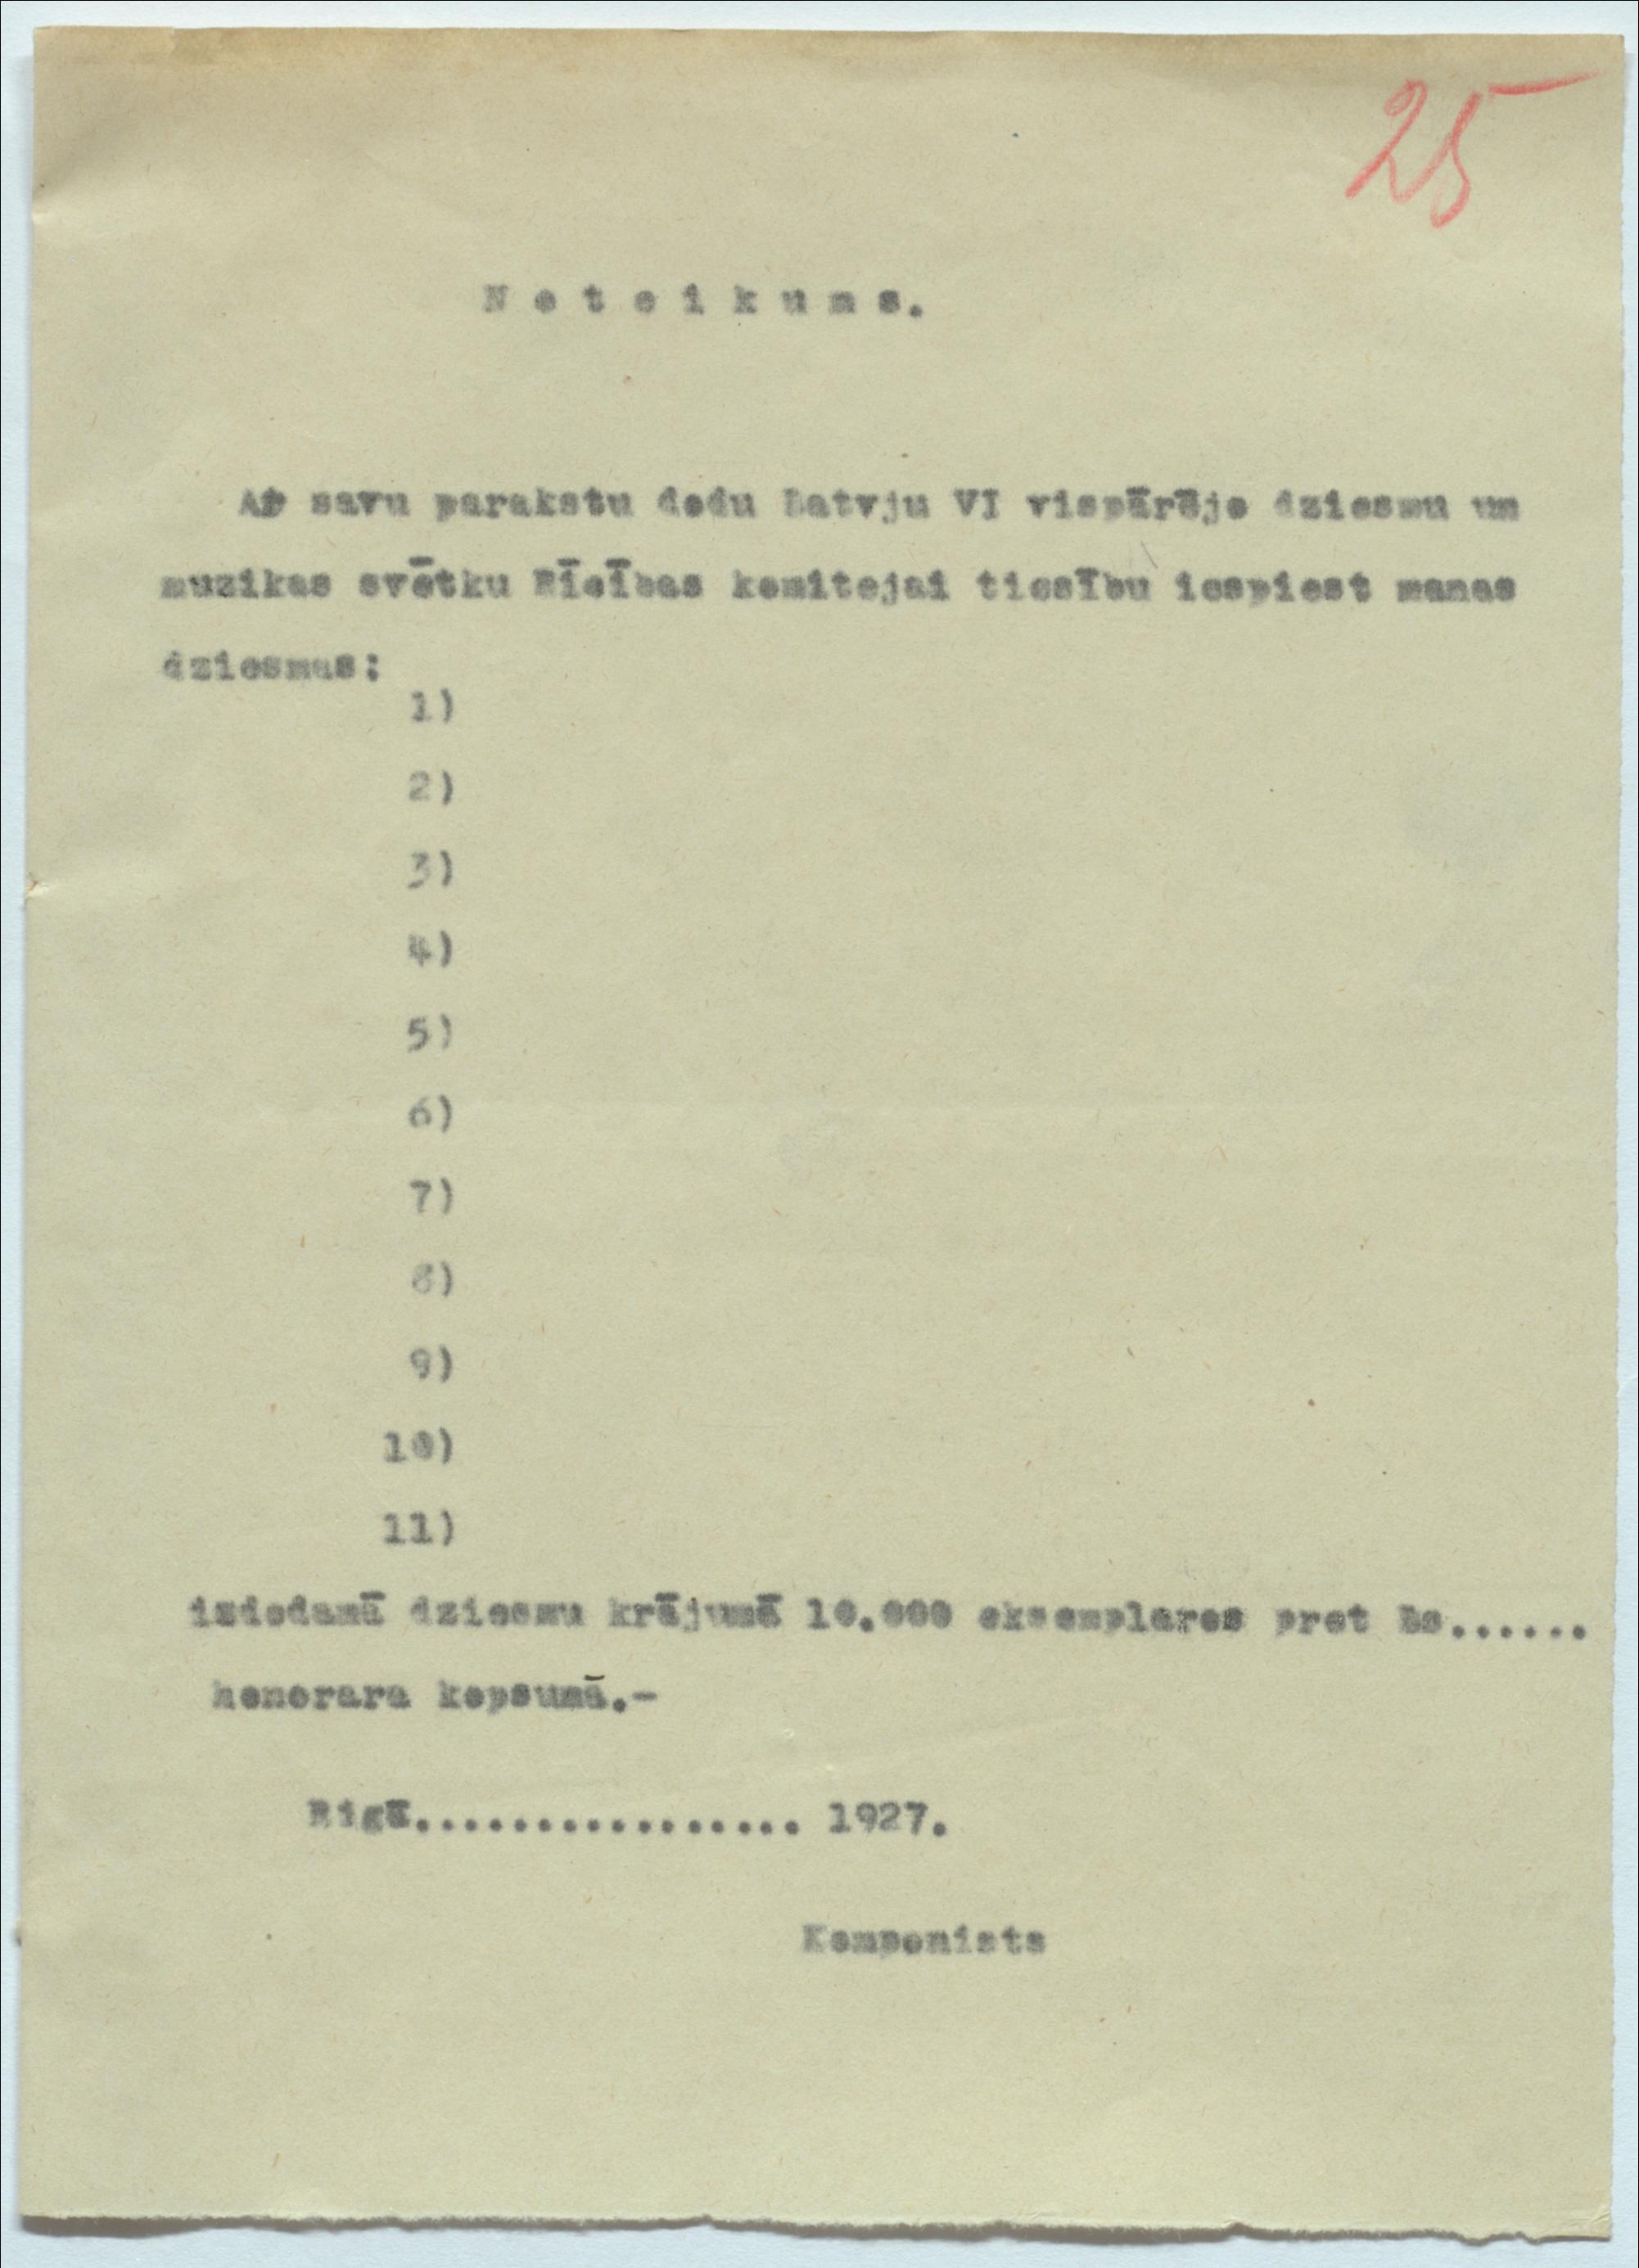 25
Noteikums.
Ar savu parakstu dodu Latvju VI vispārējo dziesmu un
muzikas svētku Rīcības komitejai tiesību iespiest manas
dziesmas:
1)
2)
3)
4)
5)
6)
7)
8)
9)
10)
11)
izdodamā dziesmu krājumā 10.000 eksemplaros pret Ls......
honorara kopsumā.-
Rīgā................. 1927.
Komponists